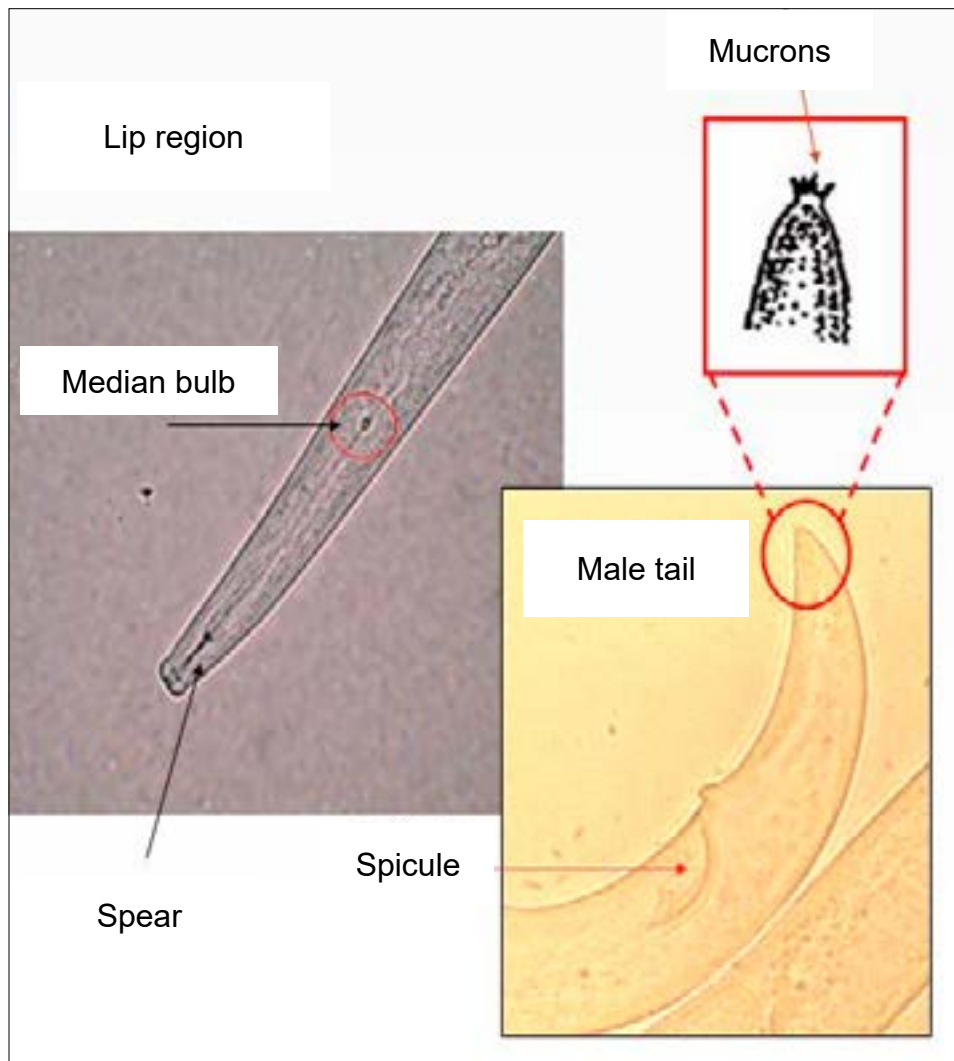 Mucrons
Lip region
Median bulb
Male tail
Spicule
Spear